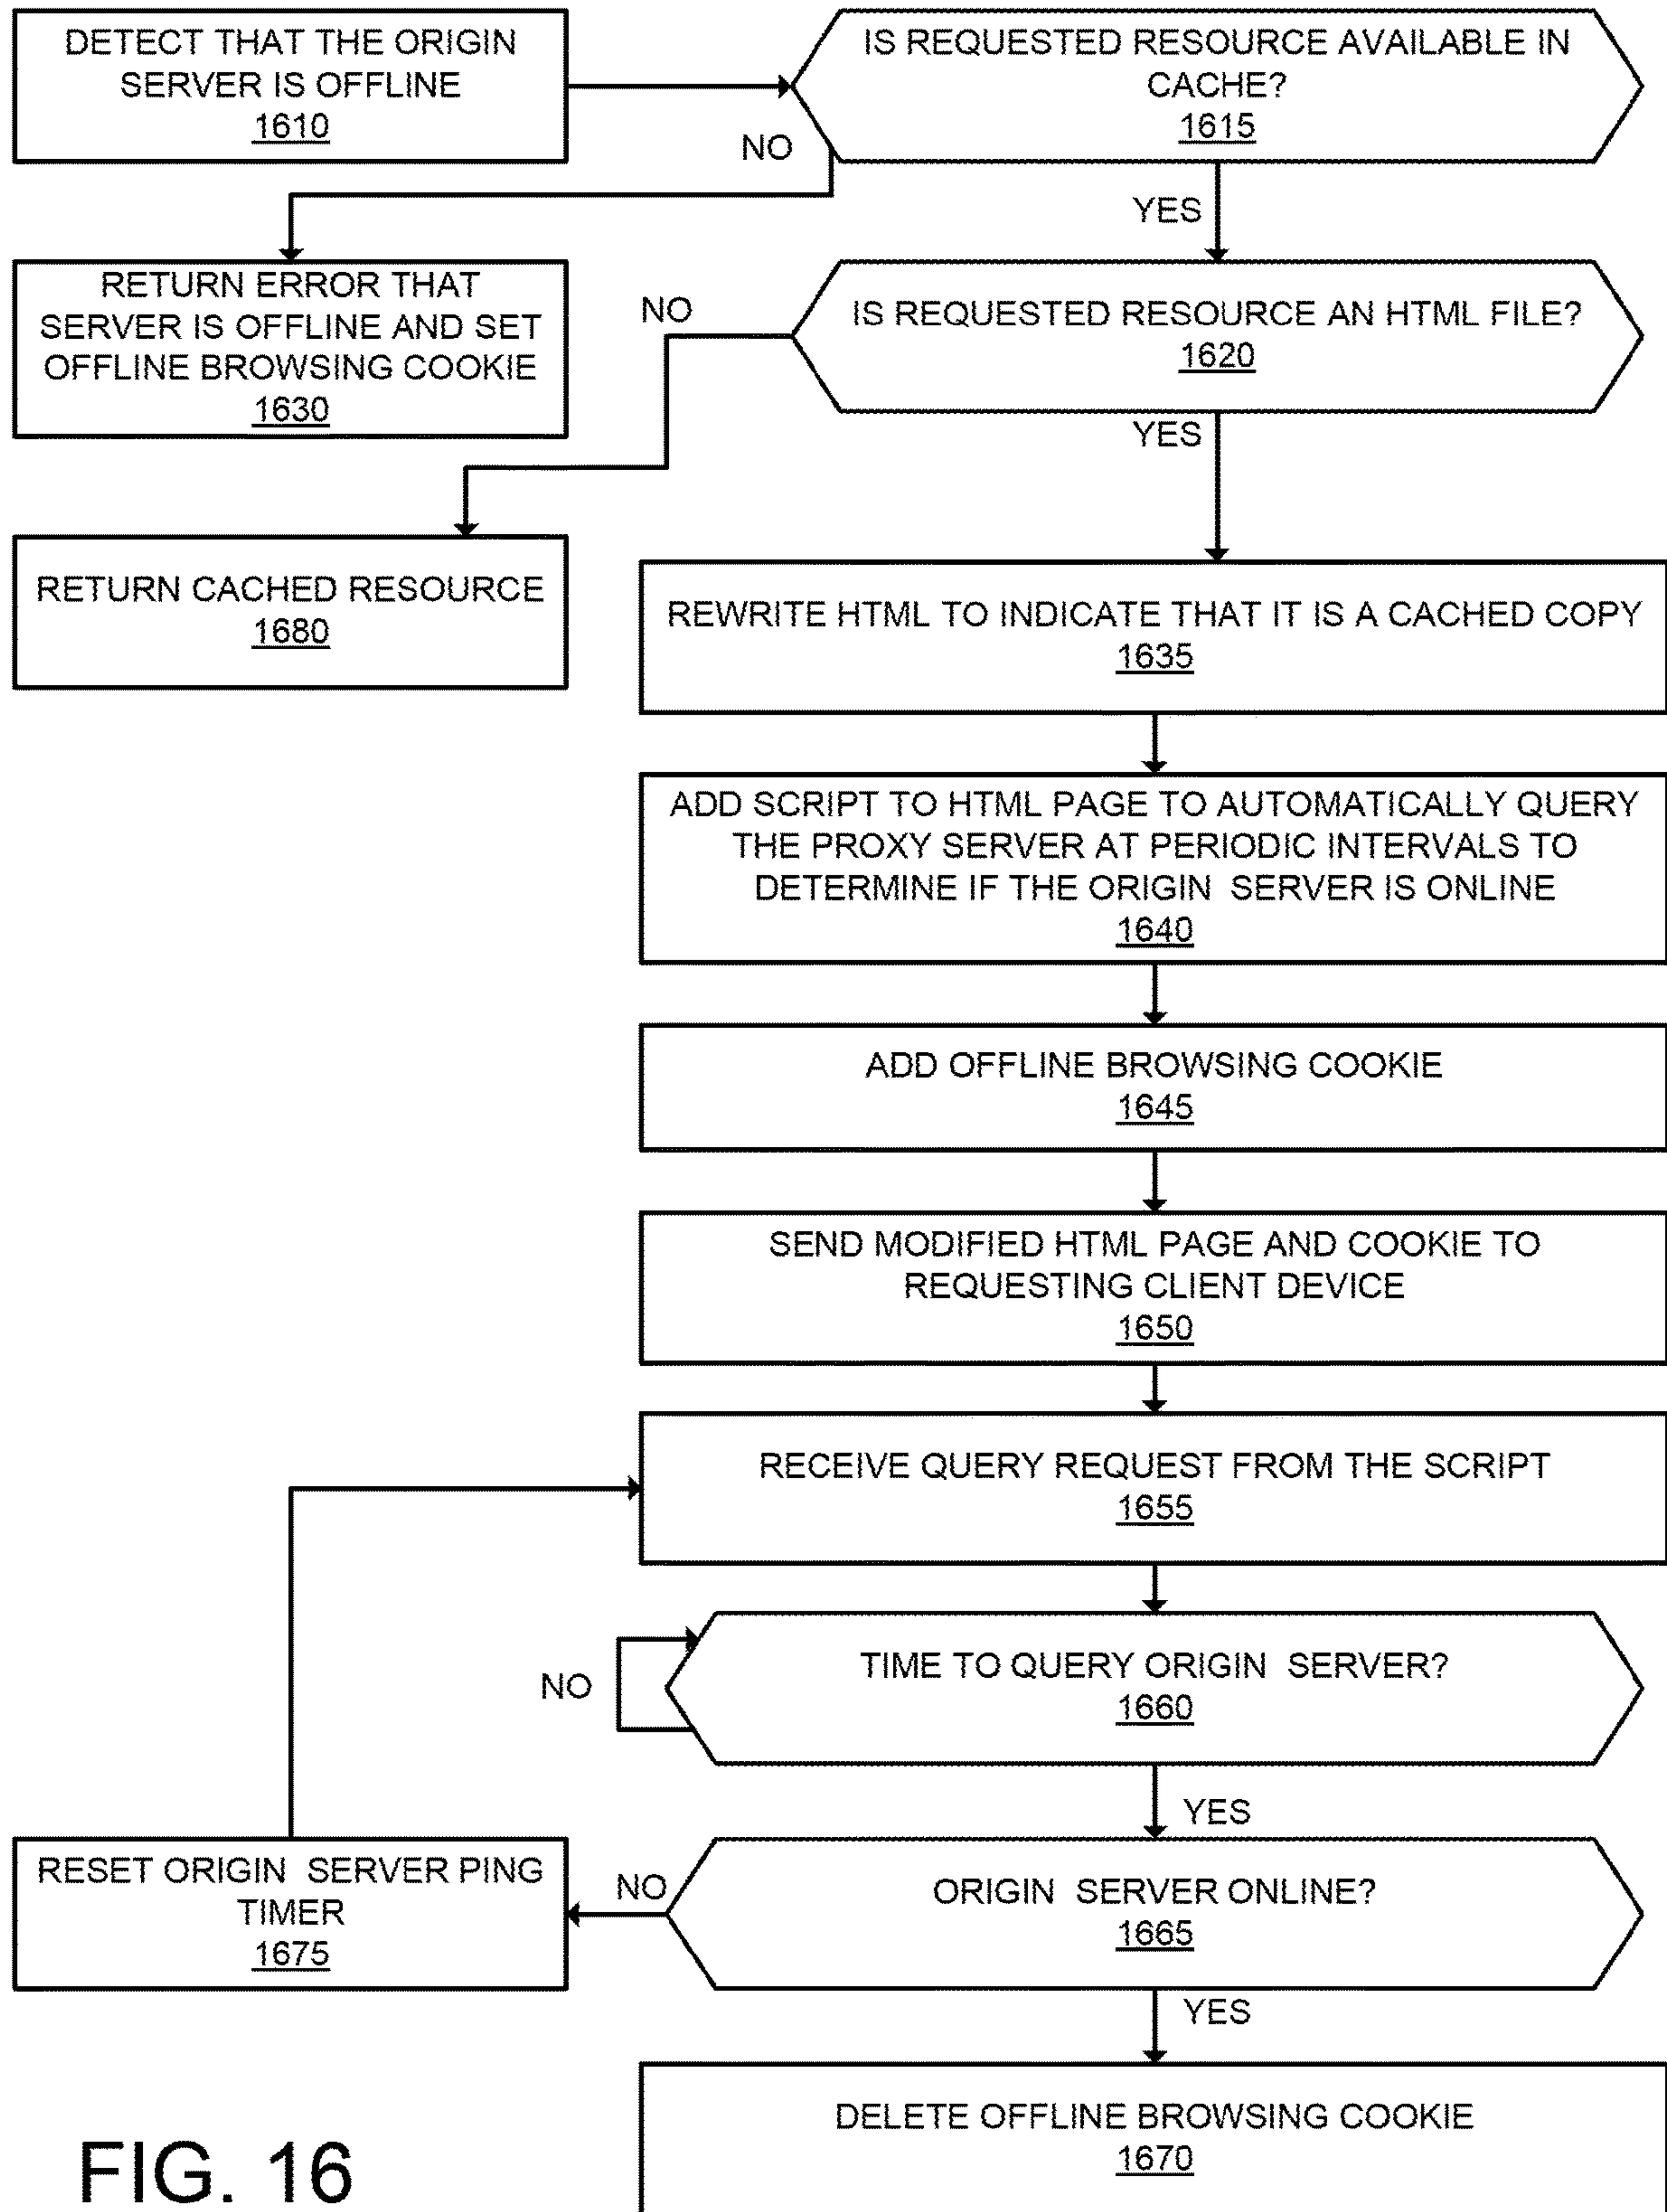 DETECT THAT THE ORIGIN
SERVER IS OFFLINE
1610
IS REQUESTED RESOURCE AVAILABLE IN
CACHE?
1615
NO
YES
RETURN ERROR THAT
SERVER IS OFFLINE AND SET
OFFLINE BROWSING COOKIE
1630
NO
IS REQUESTED RESOURCE AN HTML FILE?
1620
YES
RETURN CACHED RESOURCE
1680
REWRITE HTML TO INDICATE THAT IT IS A CACHED COPY
1635
ADD SCRIPT TO HTML PAGE TO AUTOMATICALLY QUERY
THE PROXY SERVER AT PERIODIC INTERVALS TO
DETERMINE IF THE ORIGIN SERVER IS ONLINE
1640
ADD OFFLINE BROWSING COOKIE
1645
SEND MODIFIED HTML PAGE AND COOKIE TO
REQUESTING CLIENT DEVICE
1650
RECEIVE QUERY REQUEST FROM THE SCRIPT
1655
TIME TO QUERY ORIGIN SERVER?
1660
NO
YES
RESET ORIGIN SERVER PING
TIMER
1675
NO
ORIGIN SERVER ONLINE?
1665
YES
DELETE OFFLINE BROWSING COOKIE
1670
FIG. 16